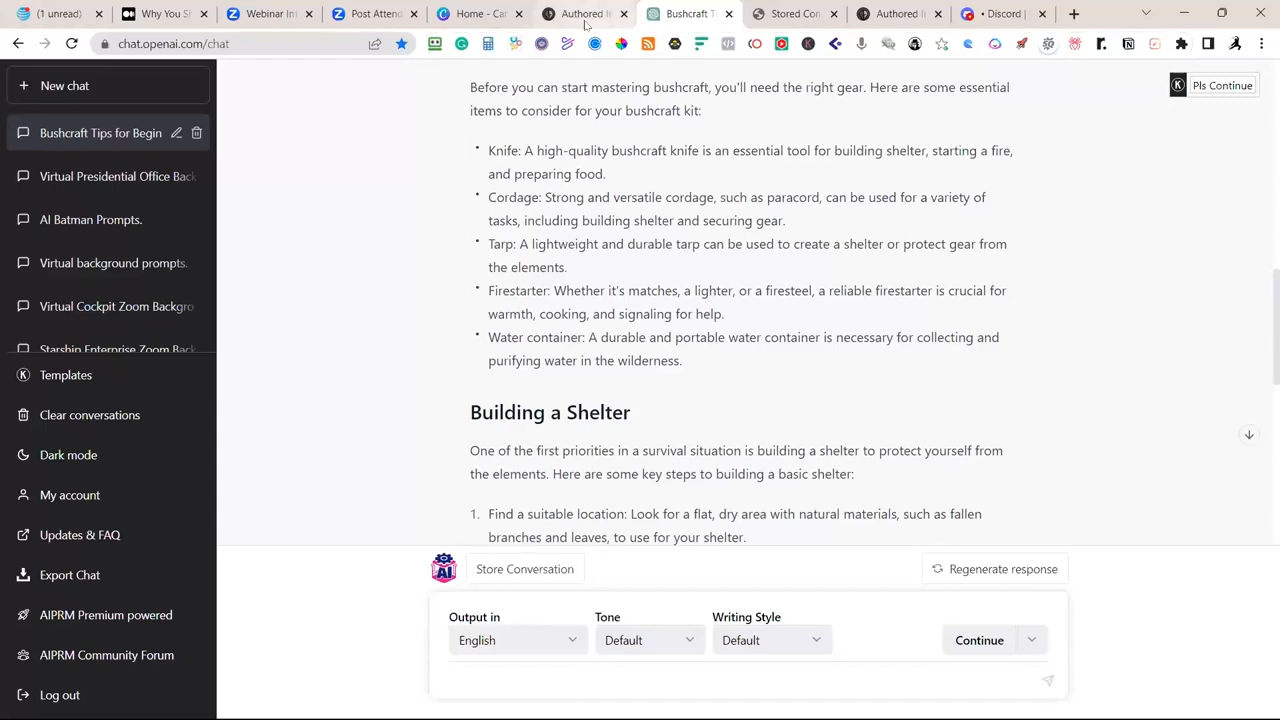 (1 unread)
Why You S
Webinar In
Post Attend
Home - Car
Authored I
Bushcraft T
Stored Co
Authored I
• Discord |
chat.openai.com/chat
New chat
Bushcraft Tips for Begin
Virtual Presidential Office Back
AI Batman Prompts.
Virtual background prompts.
Virtual Cockpit Zoom Backgro
Starship Enterprise Zoom Back
Templates
Clear conversations
Dark mode
My account
Updates & FAQ
Export Chat
AIPRM Premium powered
AIPRM Community Forum
Log out
Pls Continue
Before you can start mastering bushcraft, you'll need the right gear. Here are some essential
items to consider for your bushcraft kit:
• Knife: A high-quality bushcraft knife is an essential tool for building shelter, starting a fire,
and preparing food.
• Cordage: Strong and versatile cordage, such as paracord, can be used for a variety of
tasks, including building shelter and securing gear.
• Tarp: A lightweight and durable tarp can be used to create a shelter or protect gear from
the elements.
• Firestarter: Whether it's matches, a lighter, or a firesteel, a reliable firestarter is crucial for
warmth, cooking, and signaling for help.
• Water container: A durable and portable water container is necessary for collecting and
purifying water in the wilderness.
Building a Shelter
One of the first priorities in a survival situation is building a shelter to protect yourself from
the elements. Here are some key steps to building a basic shelter:
1. Find a suitable location: Look for a flat, dry area with natural materials, such as fallen
branches and leaves, to use for your shelter.
AI
Store Conversation
Regenerate response
Output in
Tone
Writing Style
English
Default
Default
Continue